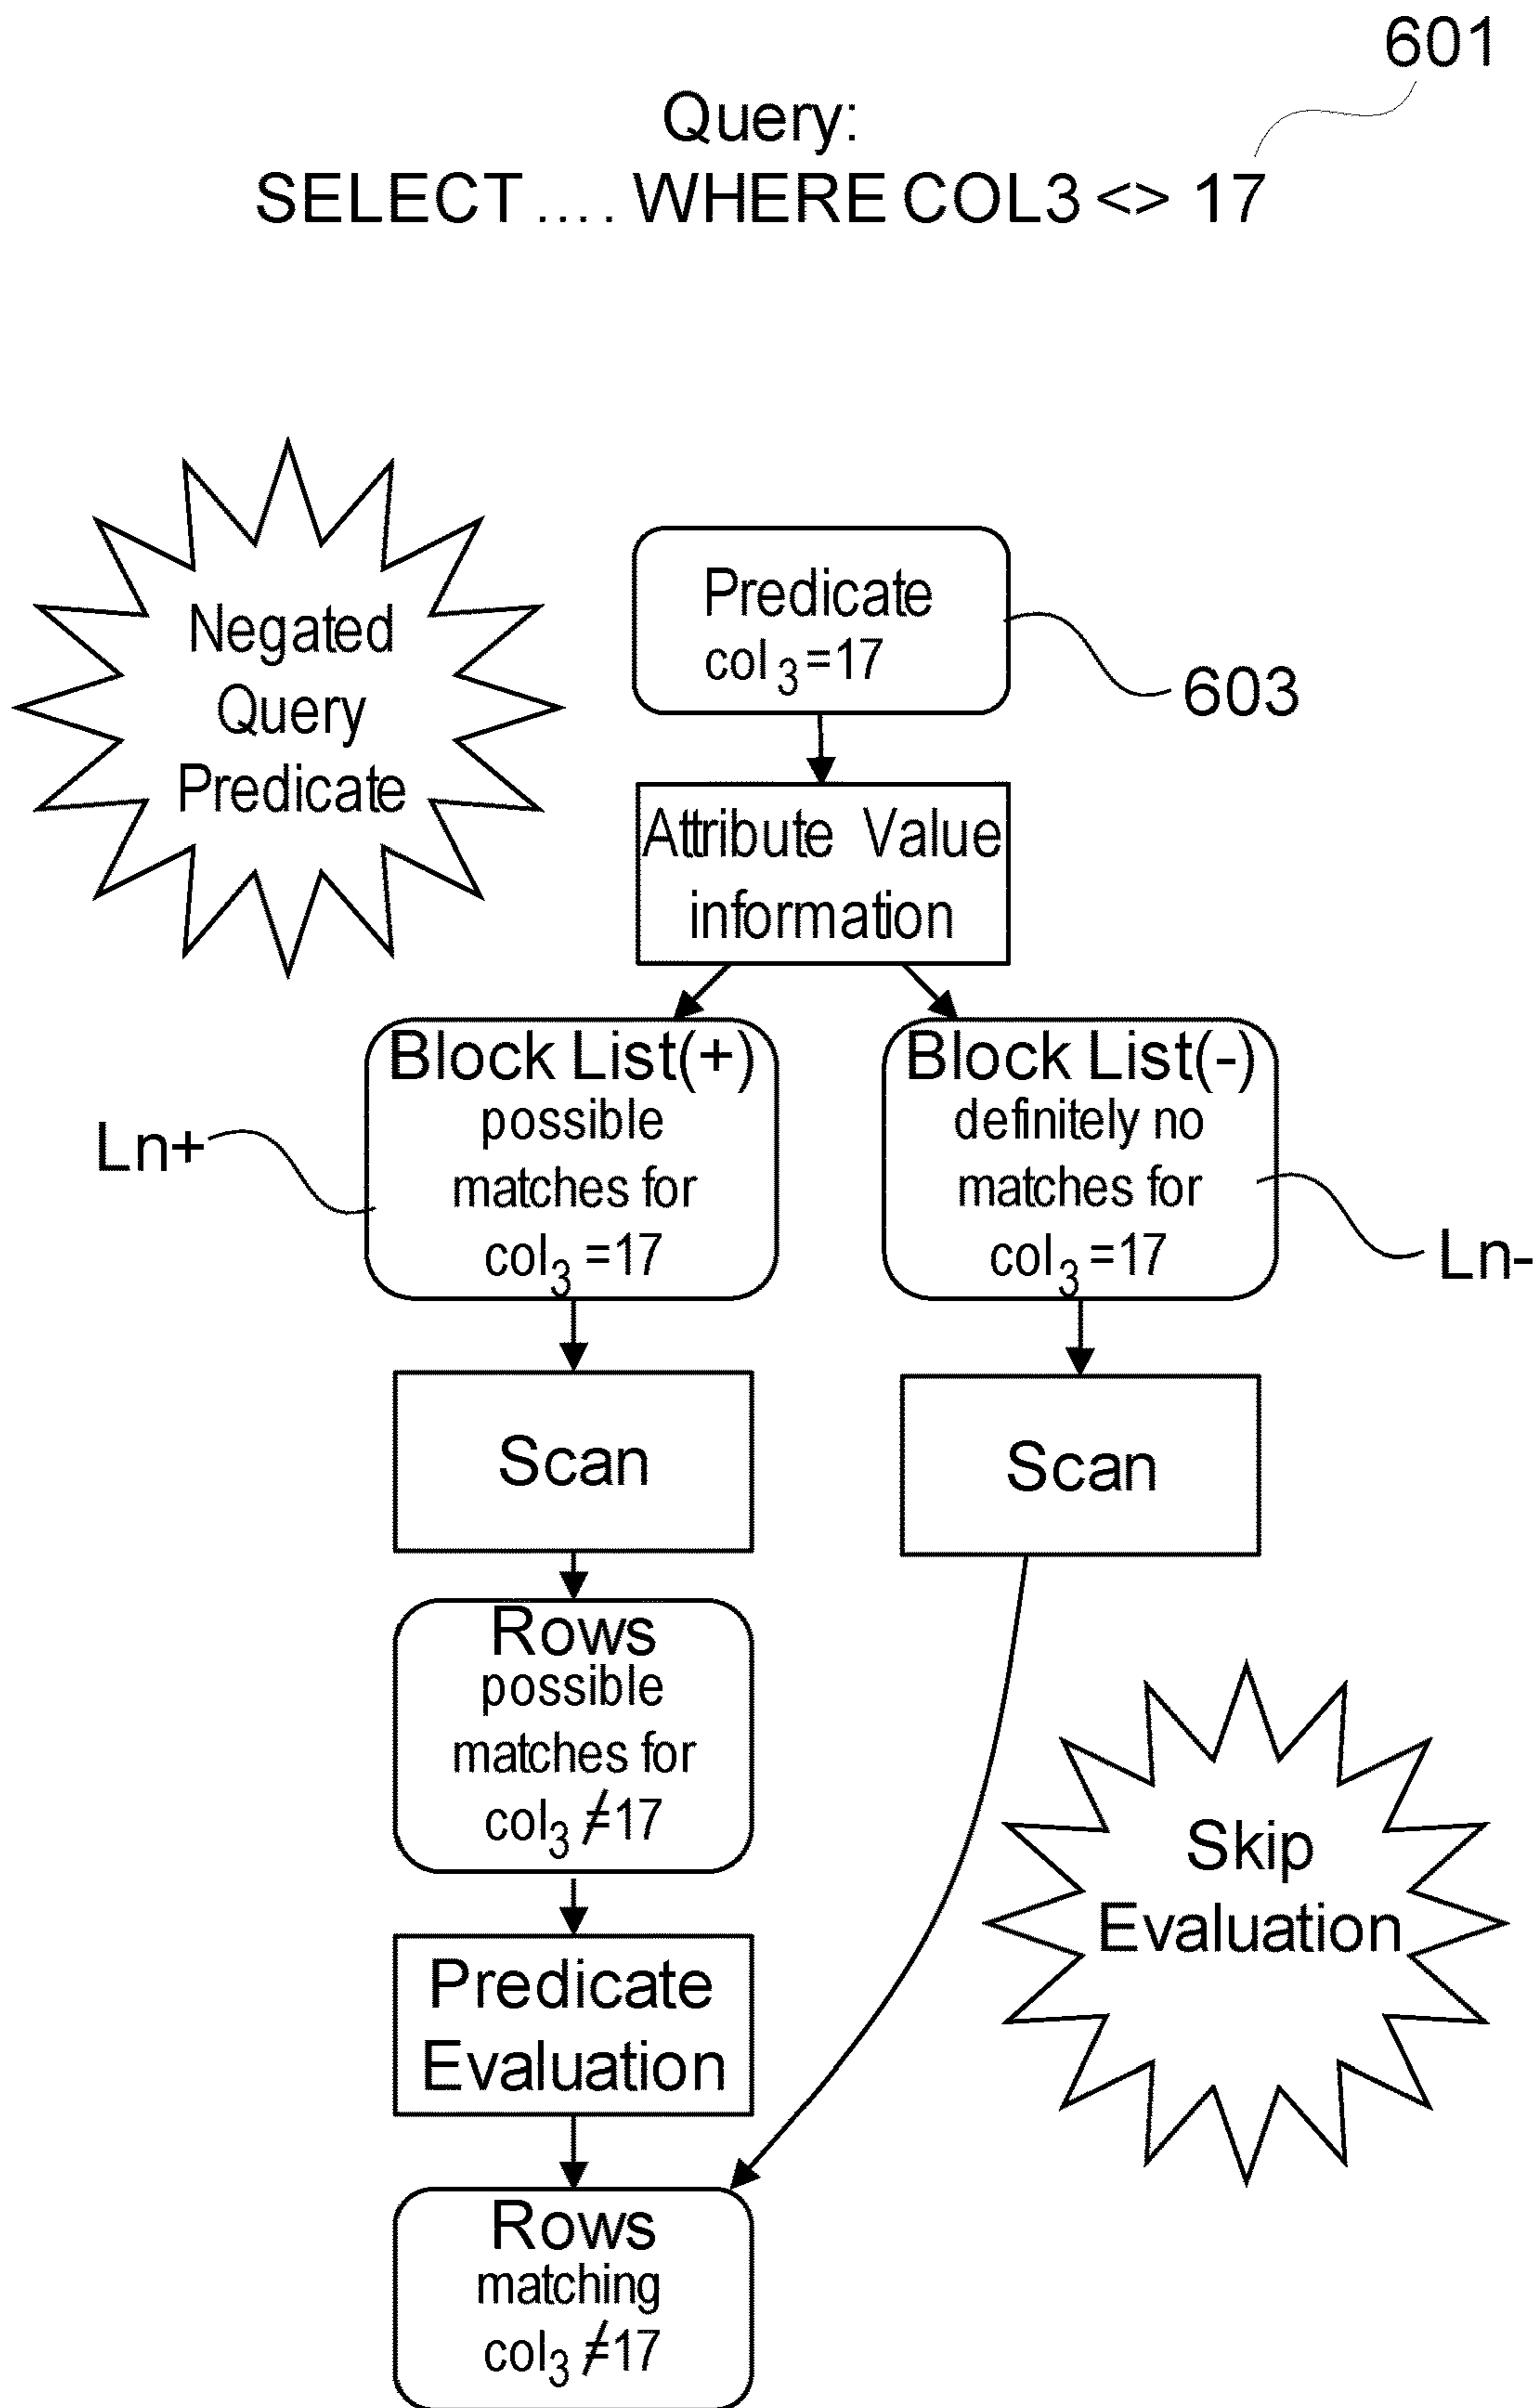 601
Query:
SELECT .... WHERE COL3 <> 17
Negated
Query
Predicate
Predicate
col3=17
603
Attribute Value
information
Block List(+)
possible
matches for
col3=17
Ln+
Block List(-)
definitely no
matches for
col3=17
Ln-
Scan
Scan
Rows
possible
matches for
col3≠17
Skip
Evaluation
Predicate
Evaluation
Rows
matching
col3≠17